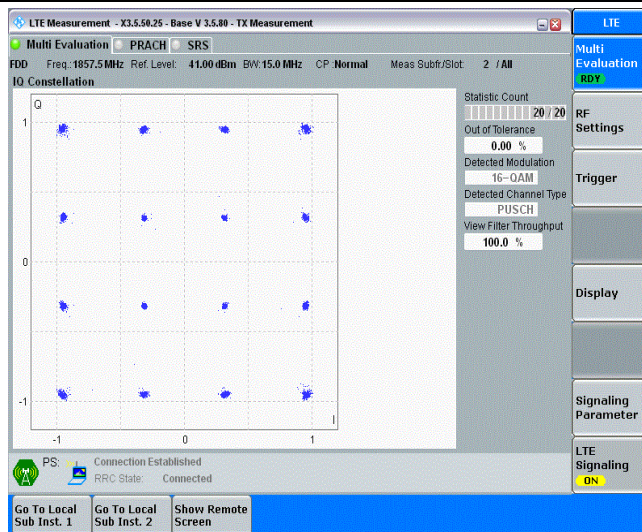 LTE Measurement - X3.5.50.25 - Base V 3.5.80 - TX Measurement
LTE
Multi Evaluation PRACH SRS
Multi
Evaluation
RDY
FDD Freq.:1857.5 MHz Ref. Level: 41.00 dBm BW:15.0 MHz CP :Normal Meas Subfr./Slot: 2 / All
IQ Constellation
Q
1
0
-1
-1 0 1
I
Statistic Count
20 / 20
Out of Tolerance
0.00 %
Detected Modulation
16-QAM
Detected Channel Type
PUSCH
View Filter Throughput
100.0 %
RF
Settings
Trigger
Display
Signaling
Parameter
LTE
Signaling
ON
PS: Connection Established
RRC State: Connected
Go To Local
Sub Inst. 1
Go To Local
Sub Inst. 2
Show Remote
Screen